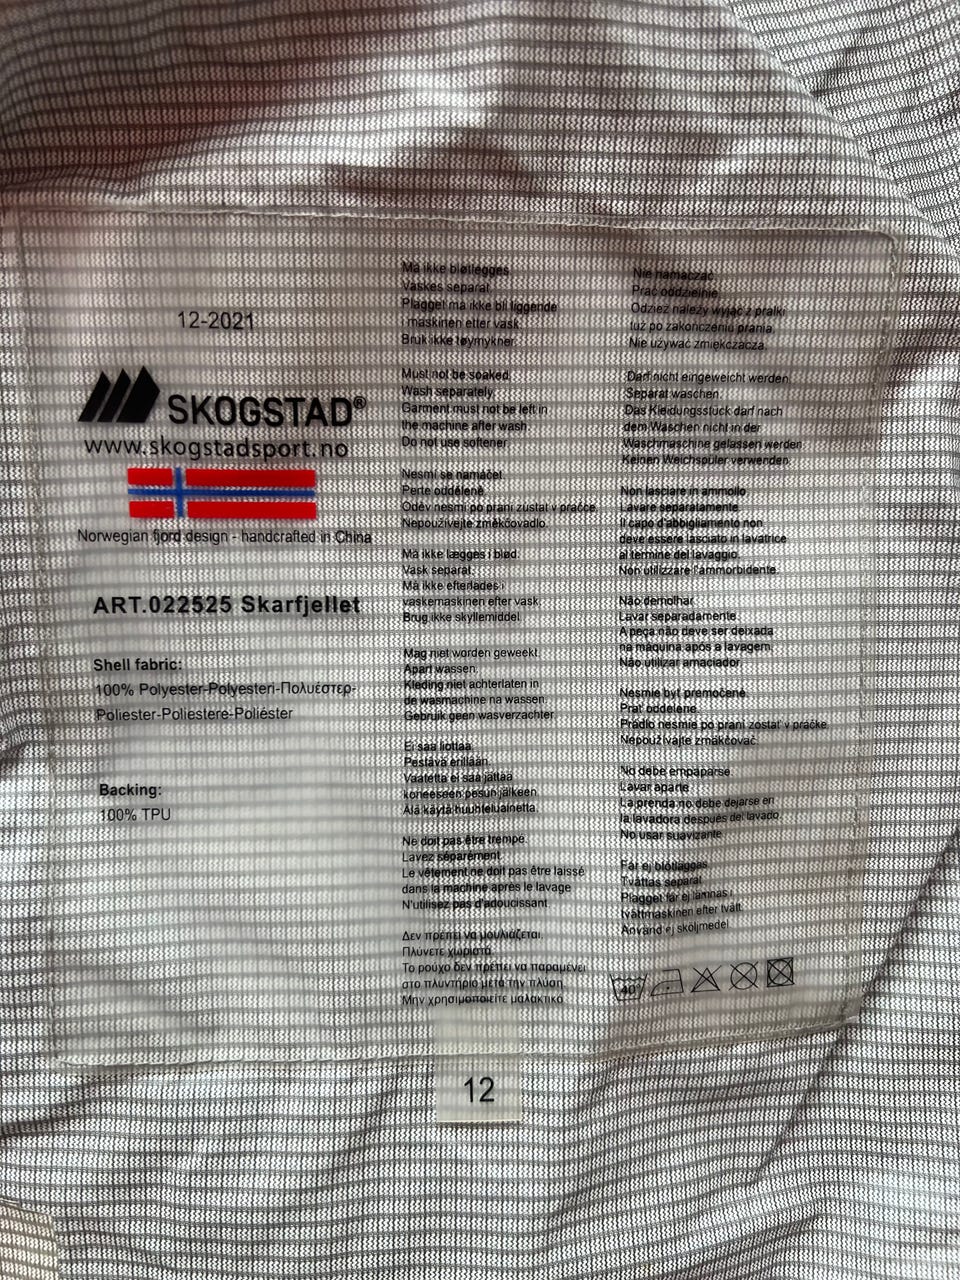 12-2021
SKOGSTAD®
www.skogstadsport.no
Norwegian fjord design - handcrafted in China
ART.022525 Skarfjellet
Shell fabric:
100% Polyester-Polyesteri-Πολυέστερ-
Poliester-Poliestere-Poliéster
Backing:
100% TPU
Må ikke bløtlegges.
Vaskes separat.
Plagget må ikke bli liggende
i maskinen etter vask.
Bruk ikke tøymykner.
Must not be soaked.
Wash separately.
Garment must not be left in
the machine after wash.
Do not use softener.
Nesmí se namáčet.
Perte oddéleně.
Oděv nesmí po praní zůstat v pračce.
Nepoužívejte změkčovadlo.
Må ikke lægges i blød.
Vask separat.
Må ikke efterlades i
vaskemaskinen efter vask.
Brug ikke skyllemiddel.
Mag niet worden geweekt.
Apart wassen.
Kleding niet achterlaten in
de wasmachine na wassen.
Gebruik geen wasverzachter.
Ei saa liottaa.
Pestävä erillään.
Vaatetta ei saa jättää
koneeseen pesun jälkeen.
Älä käytä huuhteluainetta.
Ne doit pas être trempé.
Lavez séparément.
Le vêtement ne doit pas être laissé
dans la machine après le lavage
N'utilisez pas d'adoucissant
Δεν πρέπει να μουλιάζεται.
Πλύνετε χωριστά.
Το ρούχο δεν πρέπει να παραμένει
στο πλυντήριο μετά την πλύση.
Μην χρησιμοποιείτε μαλακτικό
Nie namaczać.
Prać oddzielnie.
Odzież należy wyjąć z pralki
tuż po zakończeniu prania.
Nie używać zmiękczacza.
Darf nicht eingeweicht werden.
Separat waschen.
Das Kleidungsstück darf nach
dem Waschen nicht in der
Waschmaschine gelassen werden.
Keinen Weichspüler verwenden.
Non lasciare in ammollo
Lavare separatamente.
Il capo d'abbigliamento non
deve essere lasciato in lavatrice
al termine del lavaggio.
Non utilizzare l'ammorbidente.
Não demolhar.
Lavar separadamente.
A peça não deve ser deixada
na máquina após a lavagem.
Não utilizar amaciador.
Nesmie byť premočené.
Prať oddelene.
Prádlo nesmie po praní zostať v práčke.
Nepoužívajte zmäkčovač.
No debe empaparse.
Lavar aparte.
La prenda no debe dejarse en
la lavadora después del lavado.
No usar suavizante.
Får ej blötläggas.
Tvättas separat.
Plagget får ej lämnas i
tvättmaskinen efter tvätt.
Använd ej sköljmedel.
40°
12